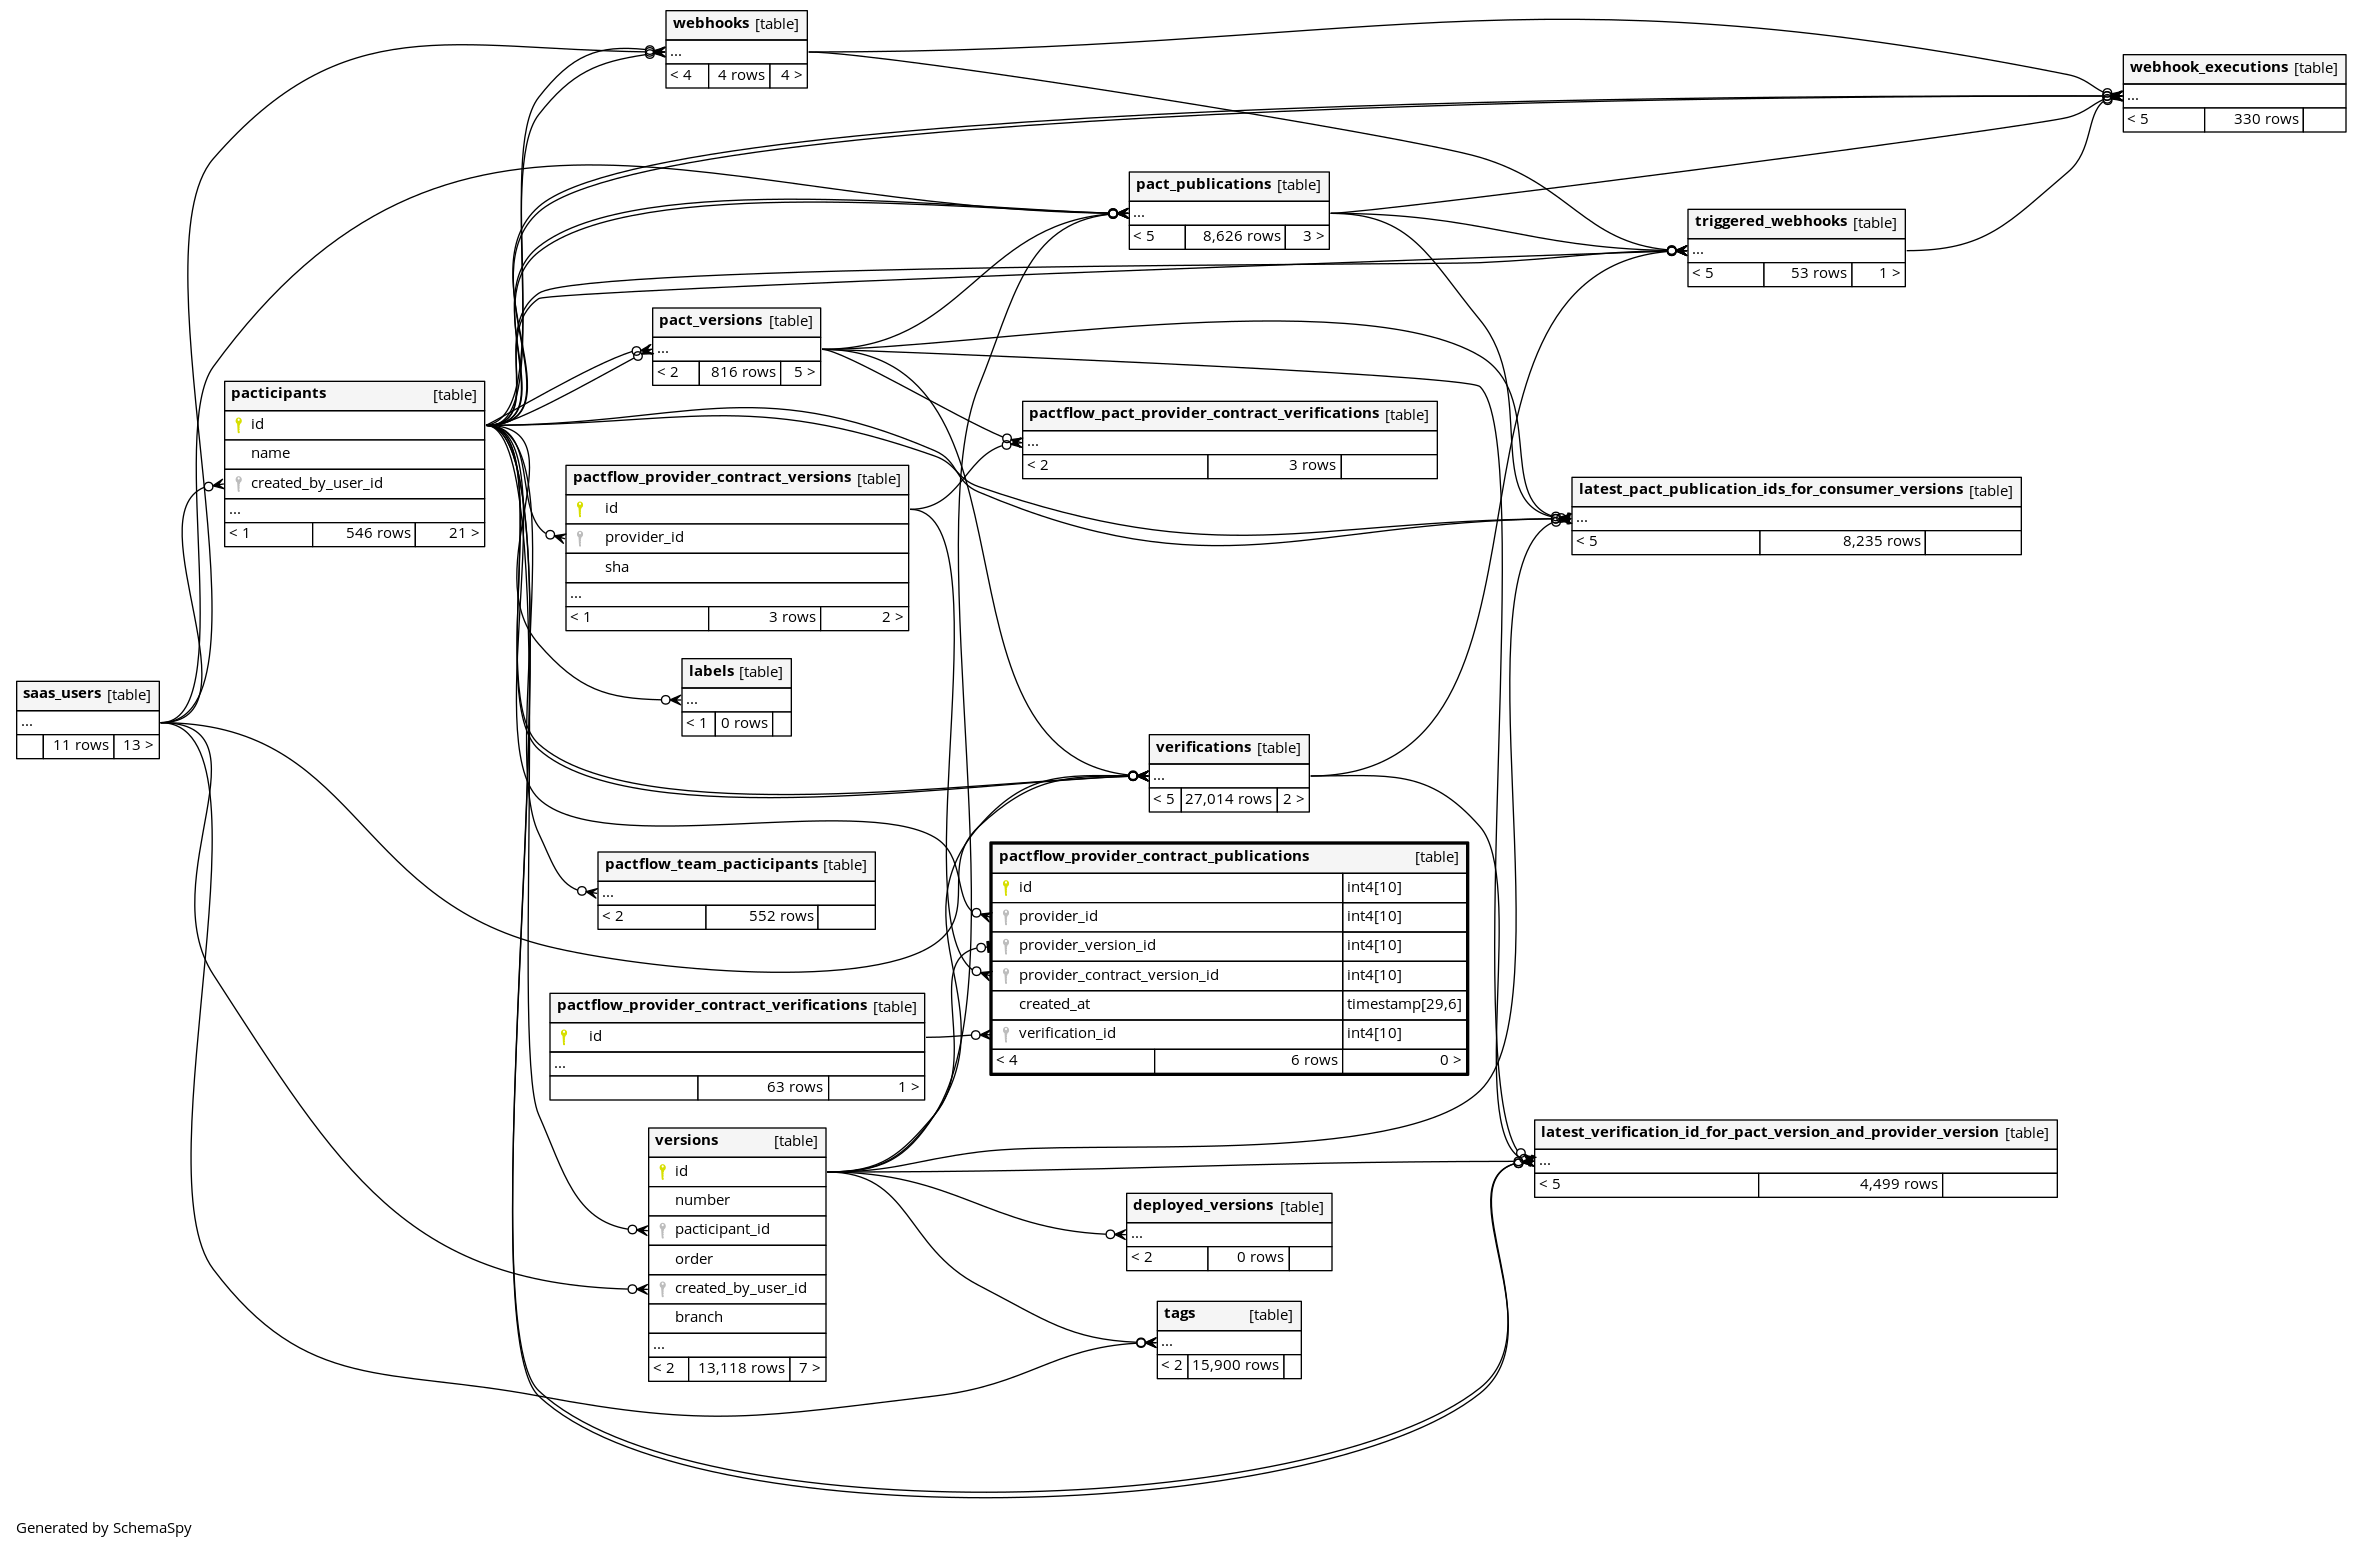 webhooks [table]
...
< 4 4 rows 4 >
webhook_executions [table]
...
< 5 330 rows
pact_publications [table]
...
< 5 8,626 rows 3 >
triggered_webhooks [table]
...
< 5 53 rows 1 >
pact_versions [table]
...
< 2 816 rows 5 >
pacticipants [table]
id
name
created_by_user_id
...
< 1 546 rows 21 >
pactflow_pact_provider_contract_verifications [table]
...
< 2 3 rows
pactflow_provider_contract_versions [table]
id
provider_id
sha
...
< 1 3 rows 2 >
latest_pact_publication_ids_for_consumer_versions [table]
...
< 5 8,235 rows
labels [table]
...
< 1 0 rows
saas_users [table]
...
11 rows 13 >
verifications [table]
...
< 5 27,014 rows 2 >
pactflow_team_pacticipants [table]
...
< 2 552 rows
pactflow_provider_contract_publications [table]
id int4[10]
provider_id int4[10]
provider_version_id int4[10]
provider_contract_version_id int4[10]
created_at timestamp[29,6]
verification_id int4[10]
< 4 6 rows 0 >
pactflow_provider_contract_verifications [table]
id
...
63 rows 1 >
versions [table]
id
number
pacticipant_id
order
created_by_user_id
branch
...
< 2 13,118 rows 7 >
latest_verification_id_for_pact_version_and_provider_version [table]
...
< 5 4,499 rows
deployed_versions [table]
...
< 2 0 rows
tags [table]
...
< 2 15,900 rows
Generated by SchemaSpy